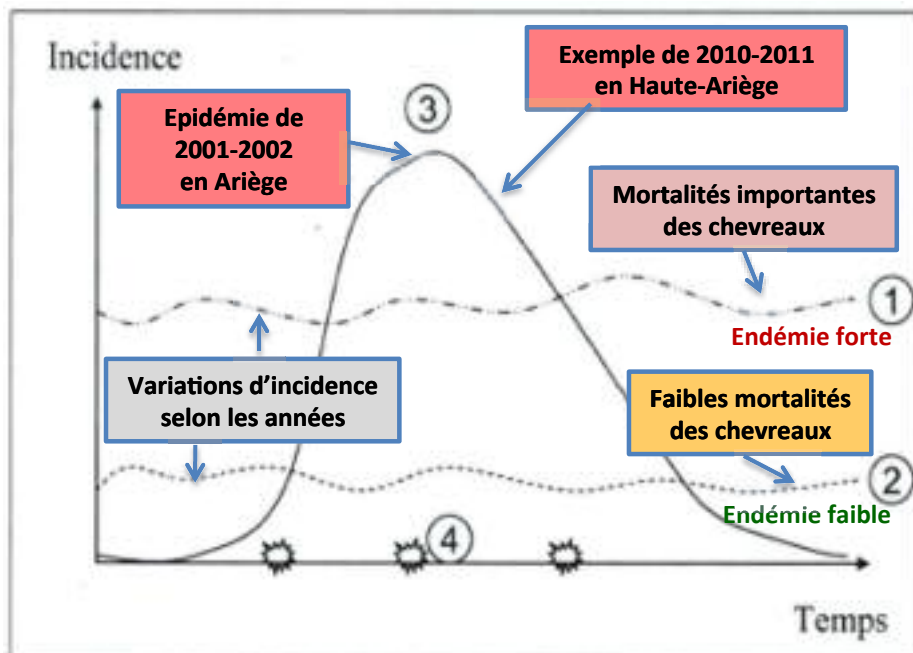 Incidence
Exemple de 2010-2011
en Haute-Ariège
Epidémie de
2001-2002
en Ariège
3
Mortalités importantes
des chevreaux
1
Endémie forte
Variations d’incidence
selon les années
Faibles mortalités
des chevreaux
2
Endémie faible
4
Temps